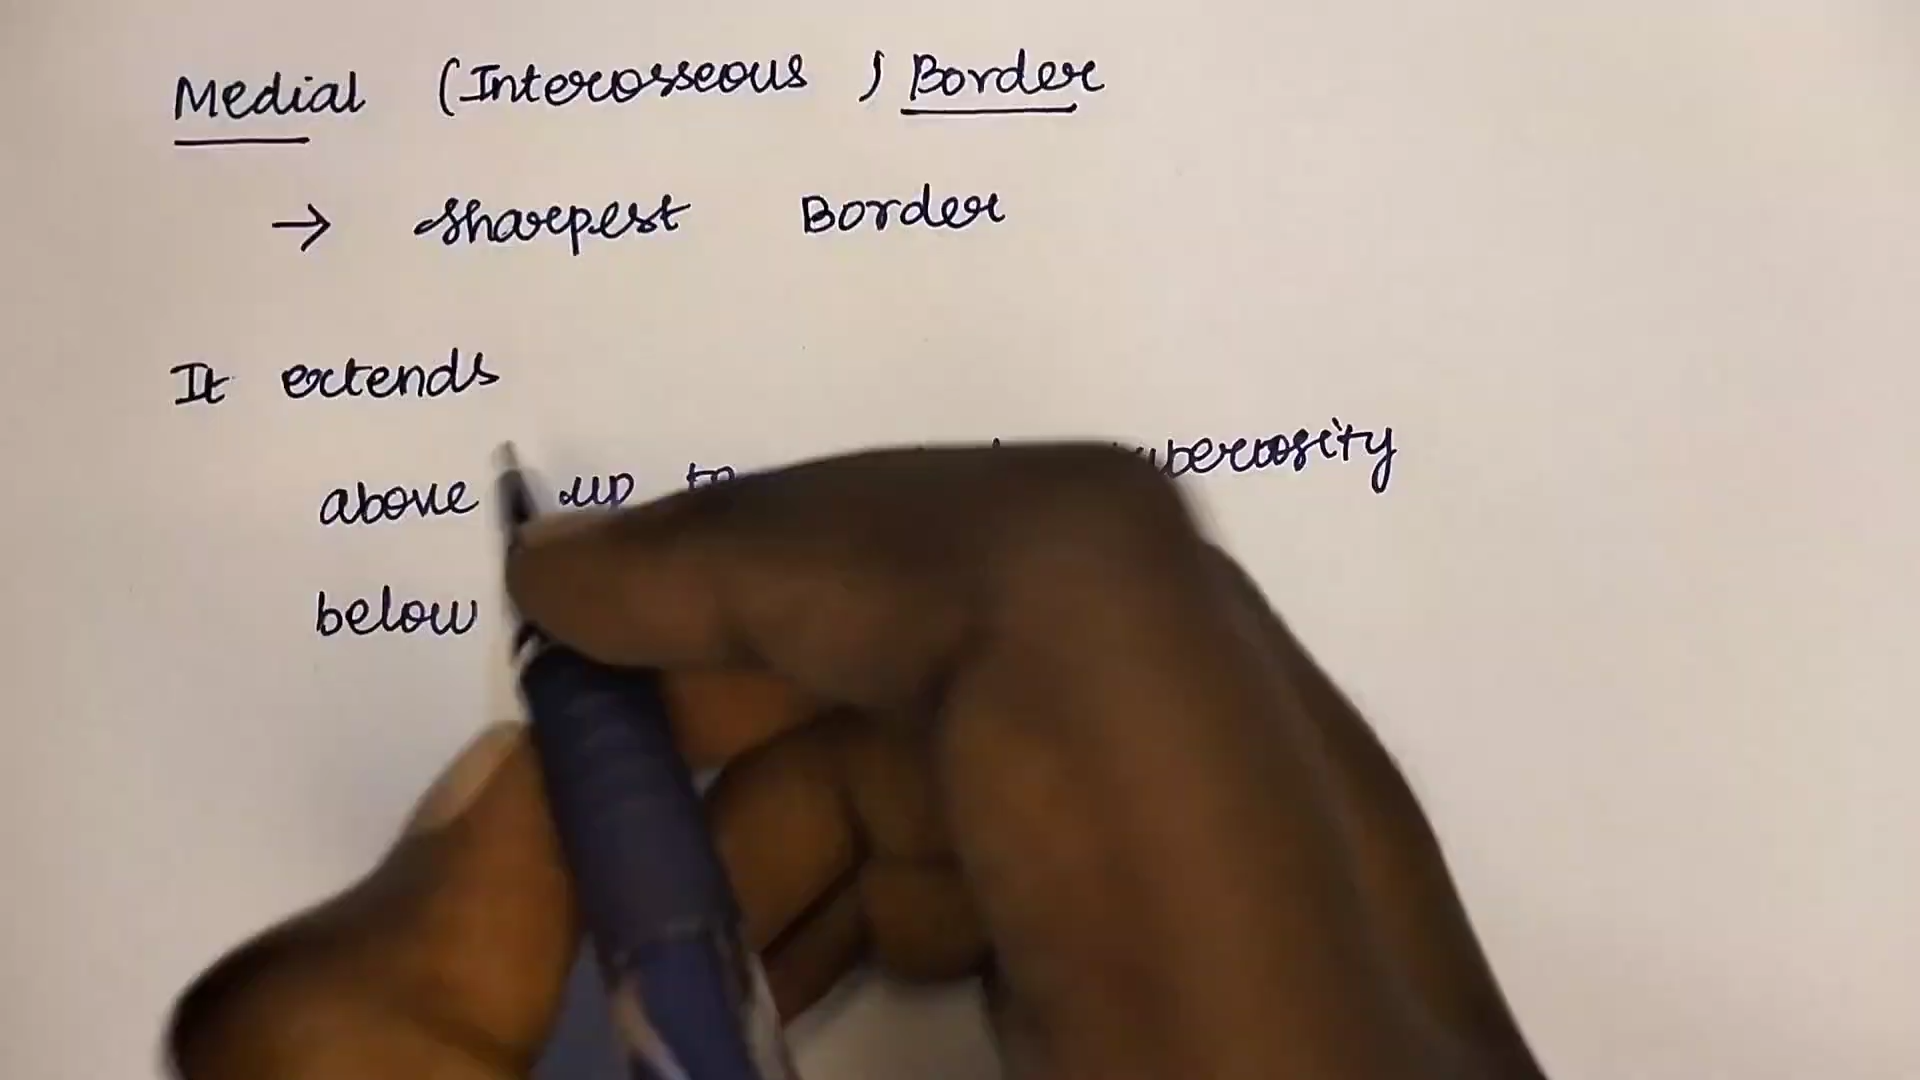 Medial (Interosseous) Border
→ sharpest Border
It extends
above up to
below